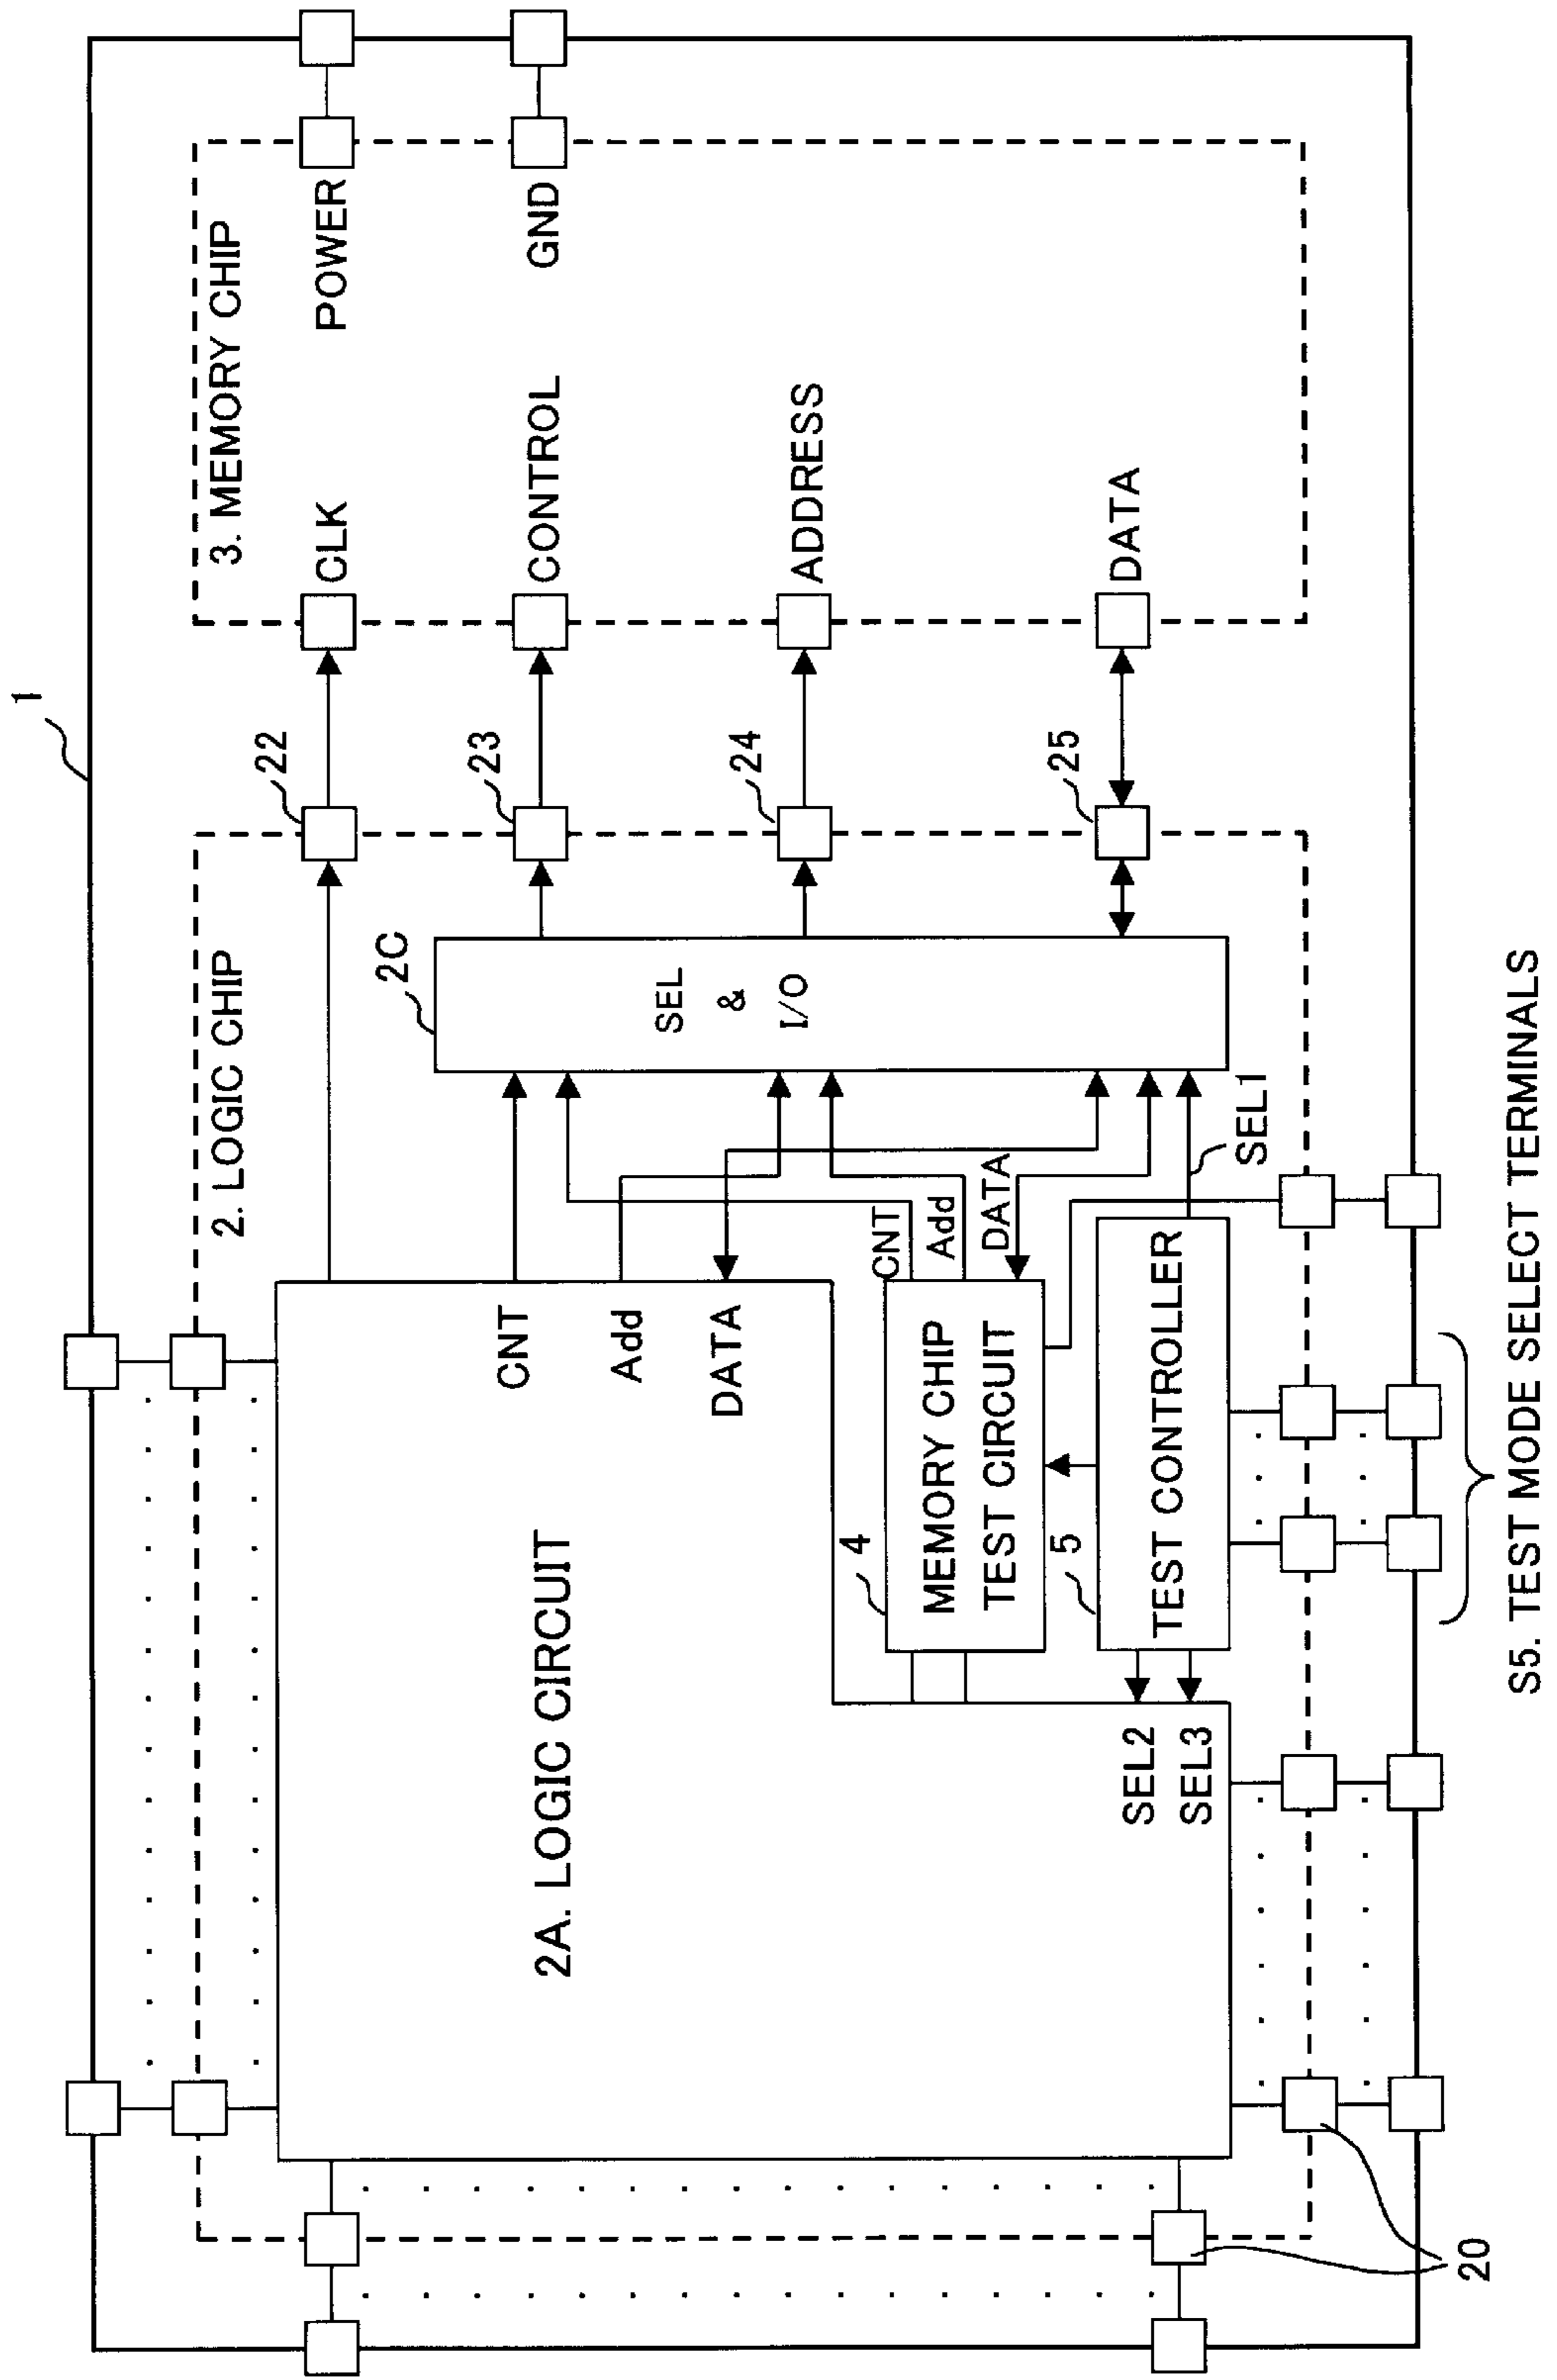 1
2. LOGIC CHIP
3. MEMORY CHIP
22
CLK
POWER
2C
23
CONTROL
GND
CNT
Add
DATA
2A. LOGIC CIRCUIT
SEL
&
I/O
24
ADDRESS
4
MEMORY CHIP
TEST CIRCUIT
CNT
Add
DATA
25
DATA
5
TEST CONTROLLER
SEL1
SEL2
SEL3
20
S5. TEST MODE SELECT TERMINALS